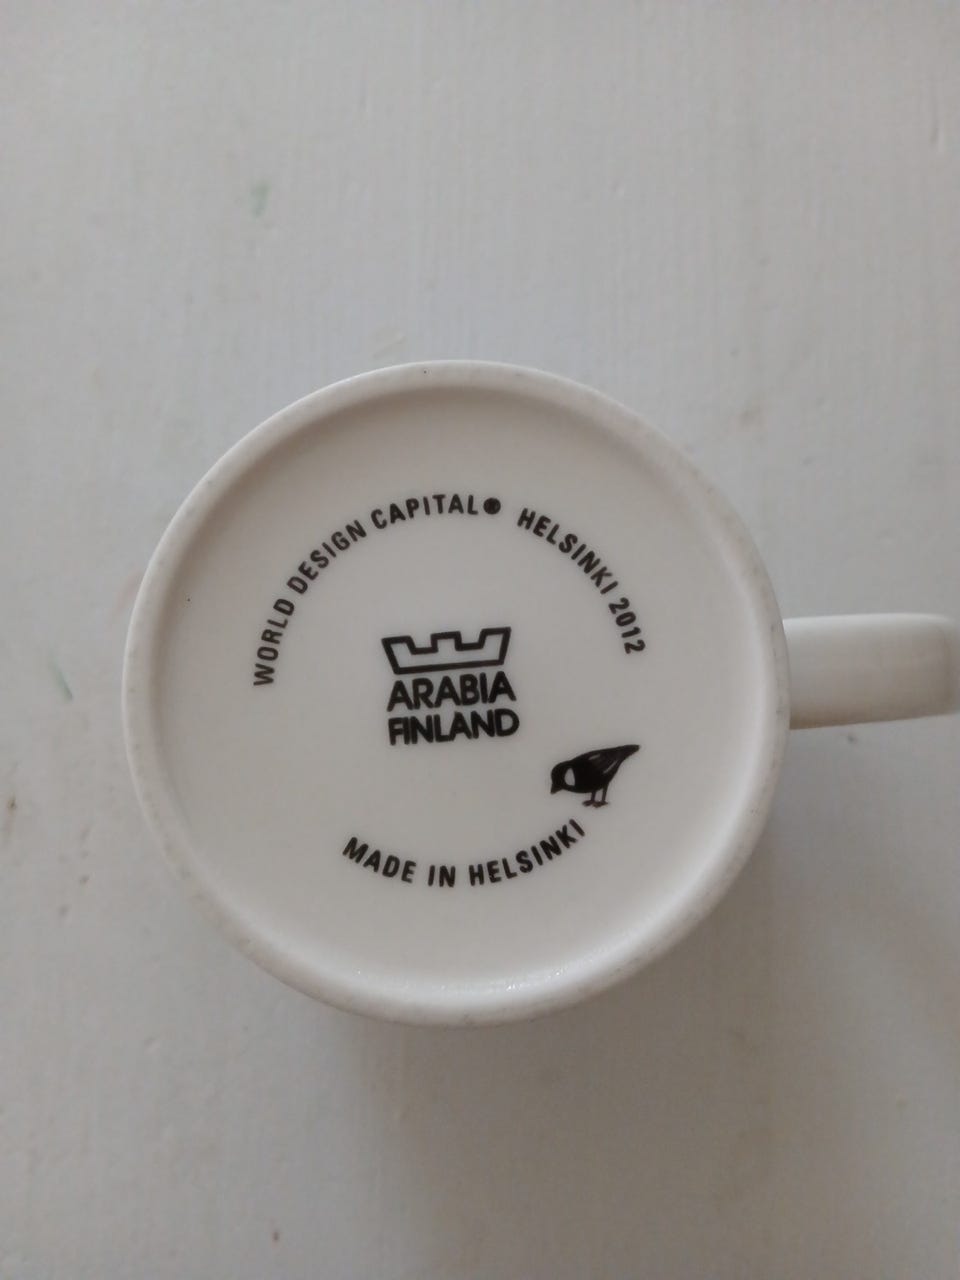 WORLD DESIGN CAPITAL® HELSINKI 2012
ARABIA
FINLAND
MADE IN HELSINKI